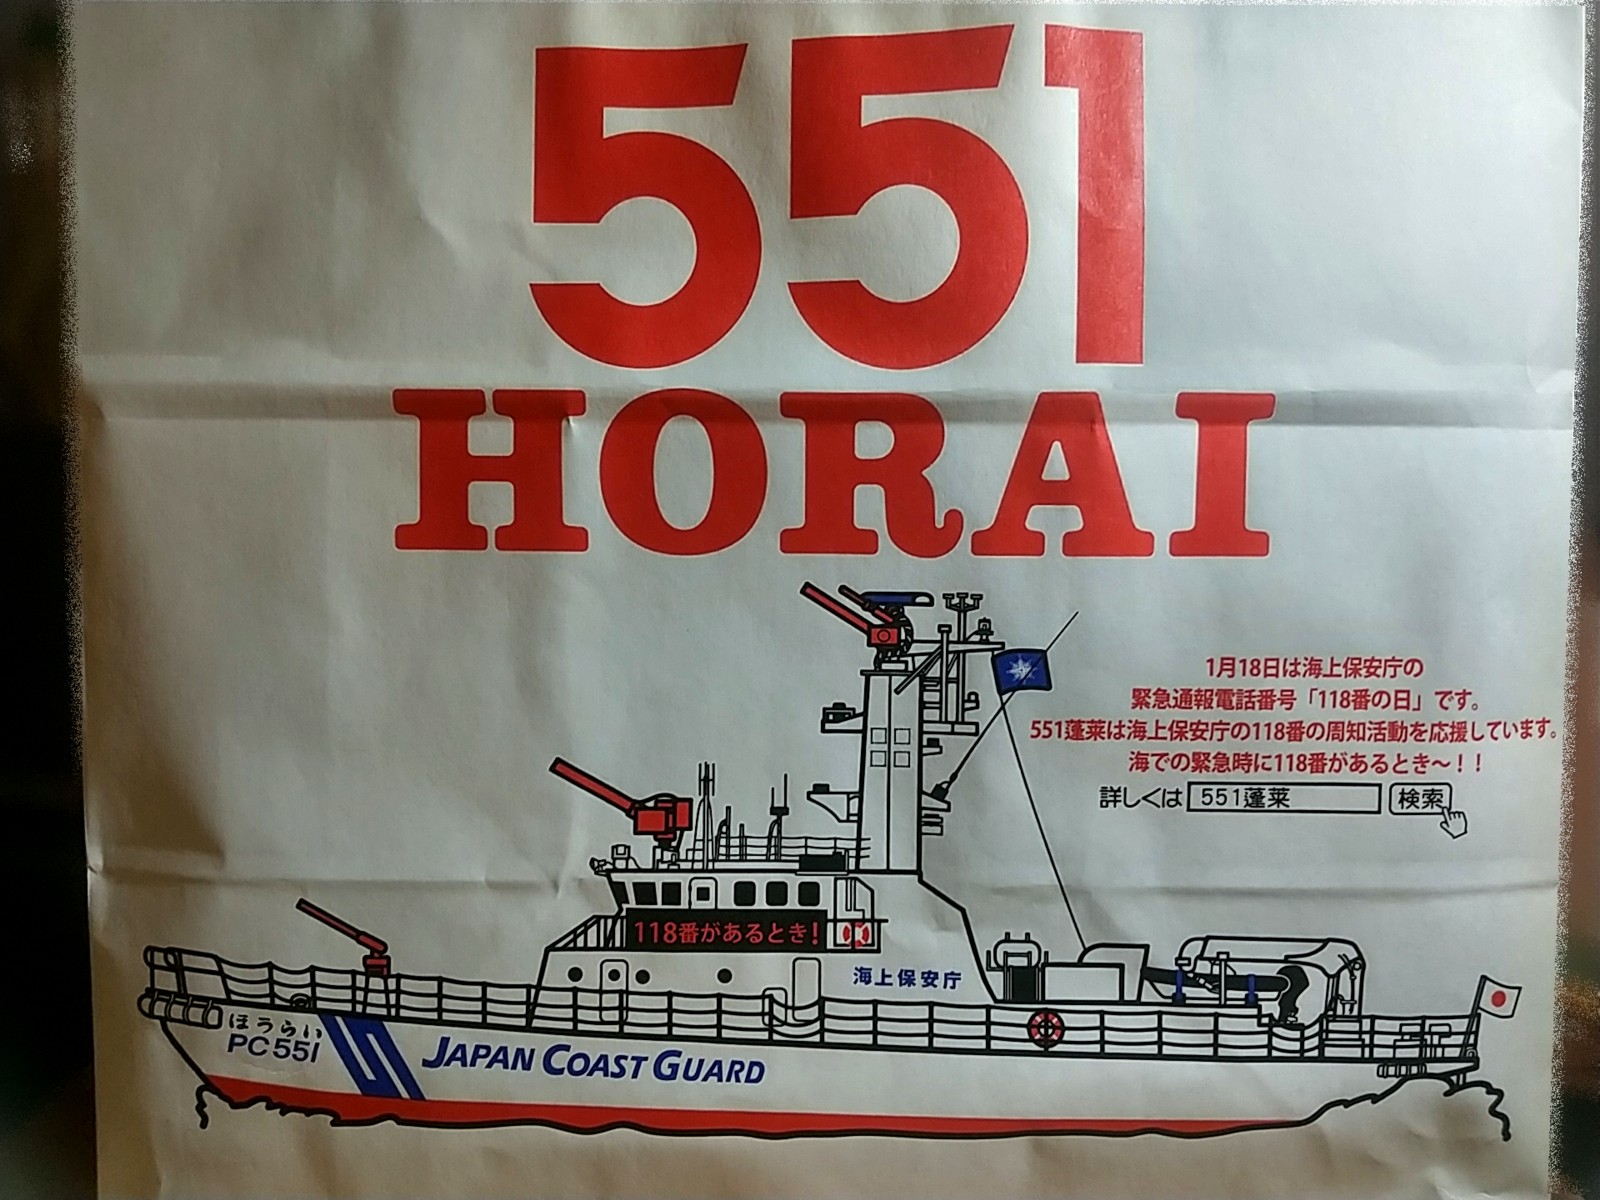 551
HORAI
1月18日は海上保安庁の
緊急通報電話番号「118番の日」です。
551蓬莱は海上保安庁の118番の周知活動を応援しています。
海での緊急時に118番があるとき〜！！
詳しくは 551蓬莱 検索
118番があるとき!
海上保安庁
ほうらい
PC551
JAPAN COAST GUARD